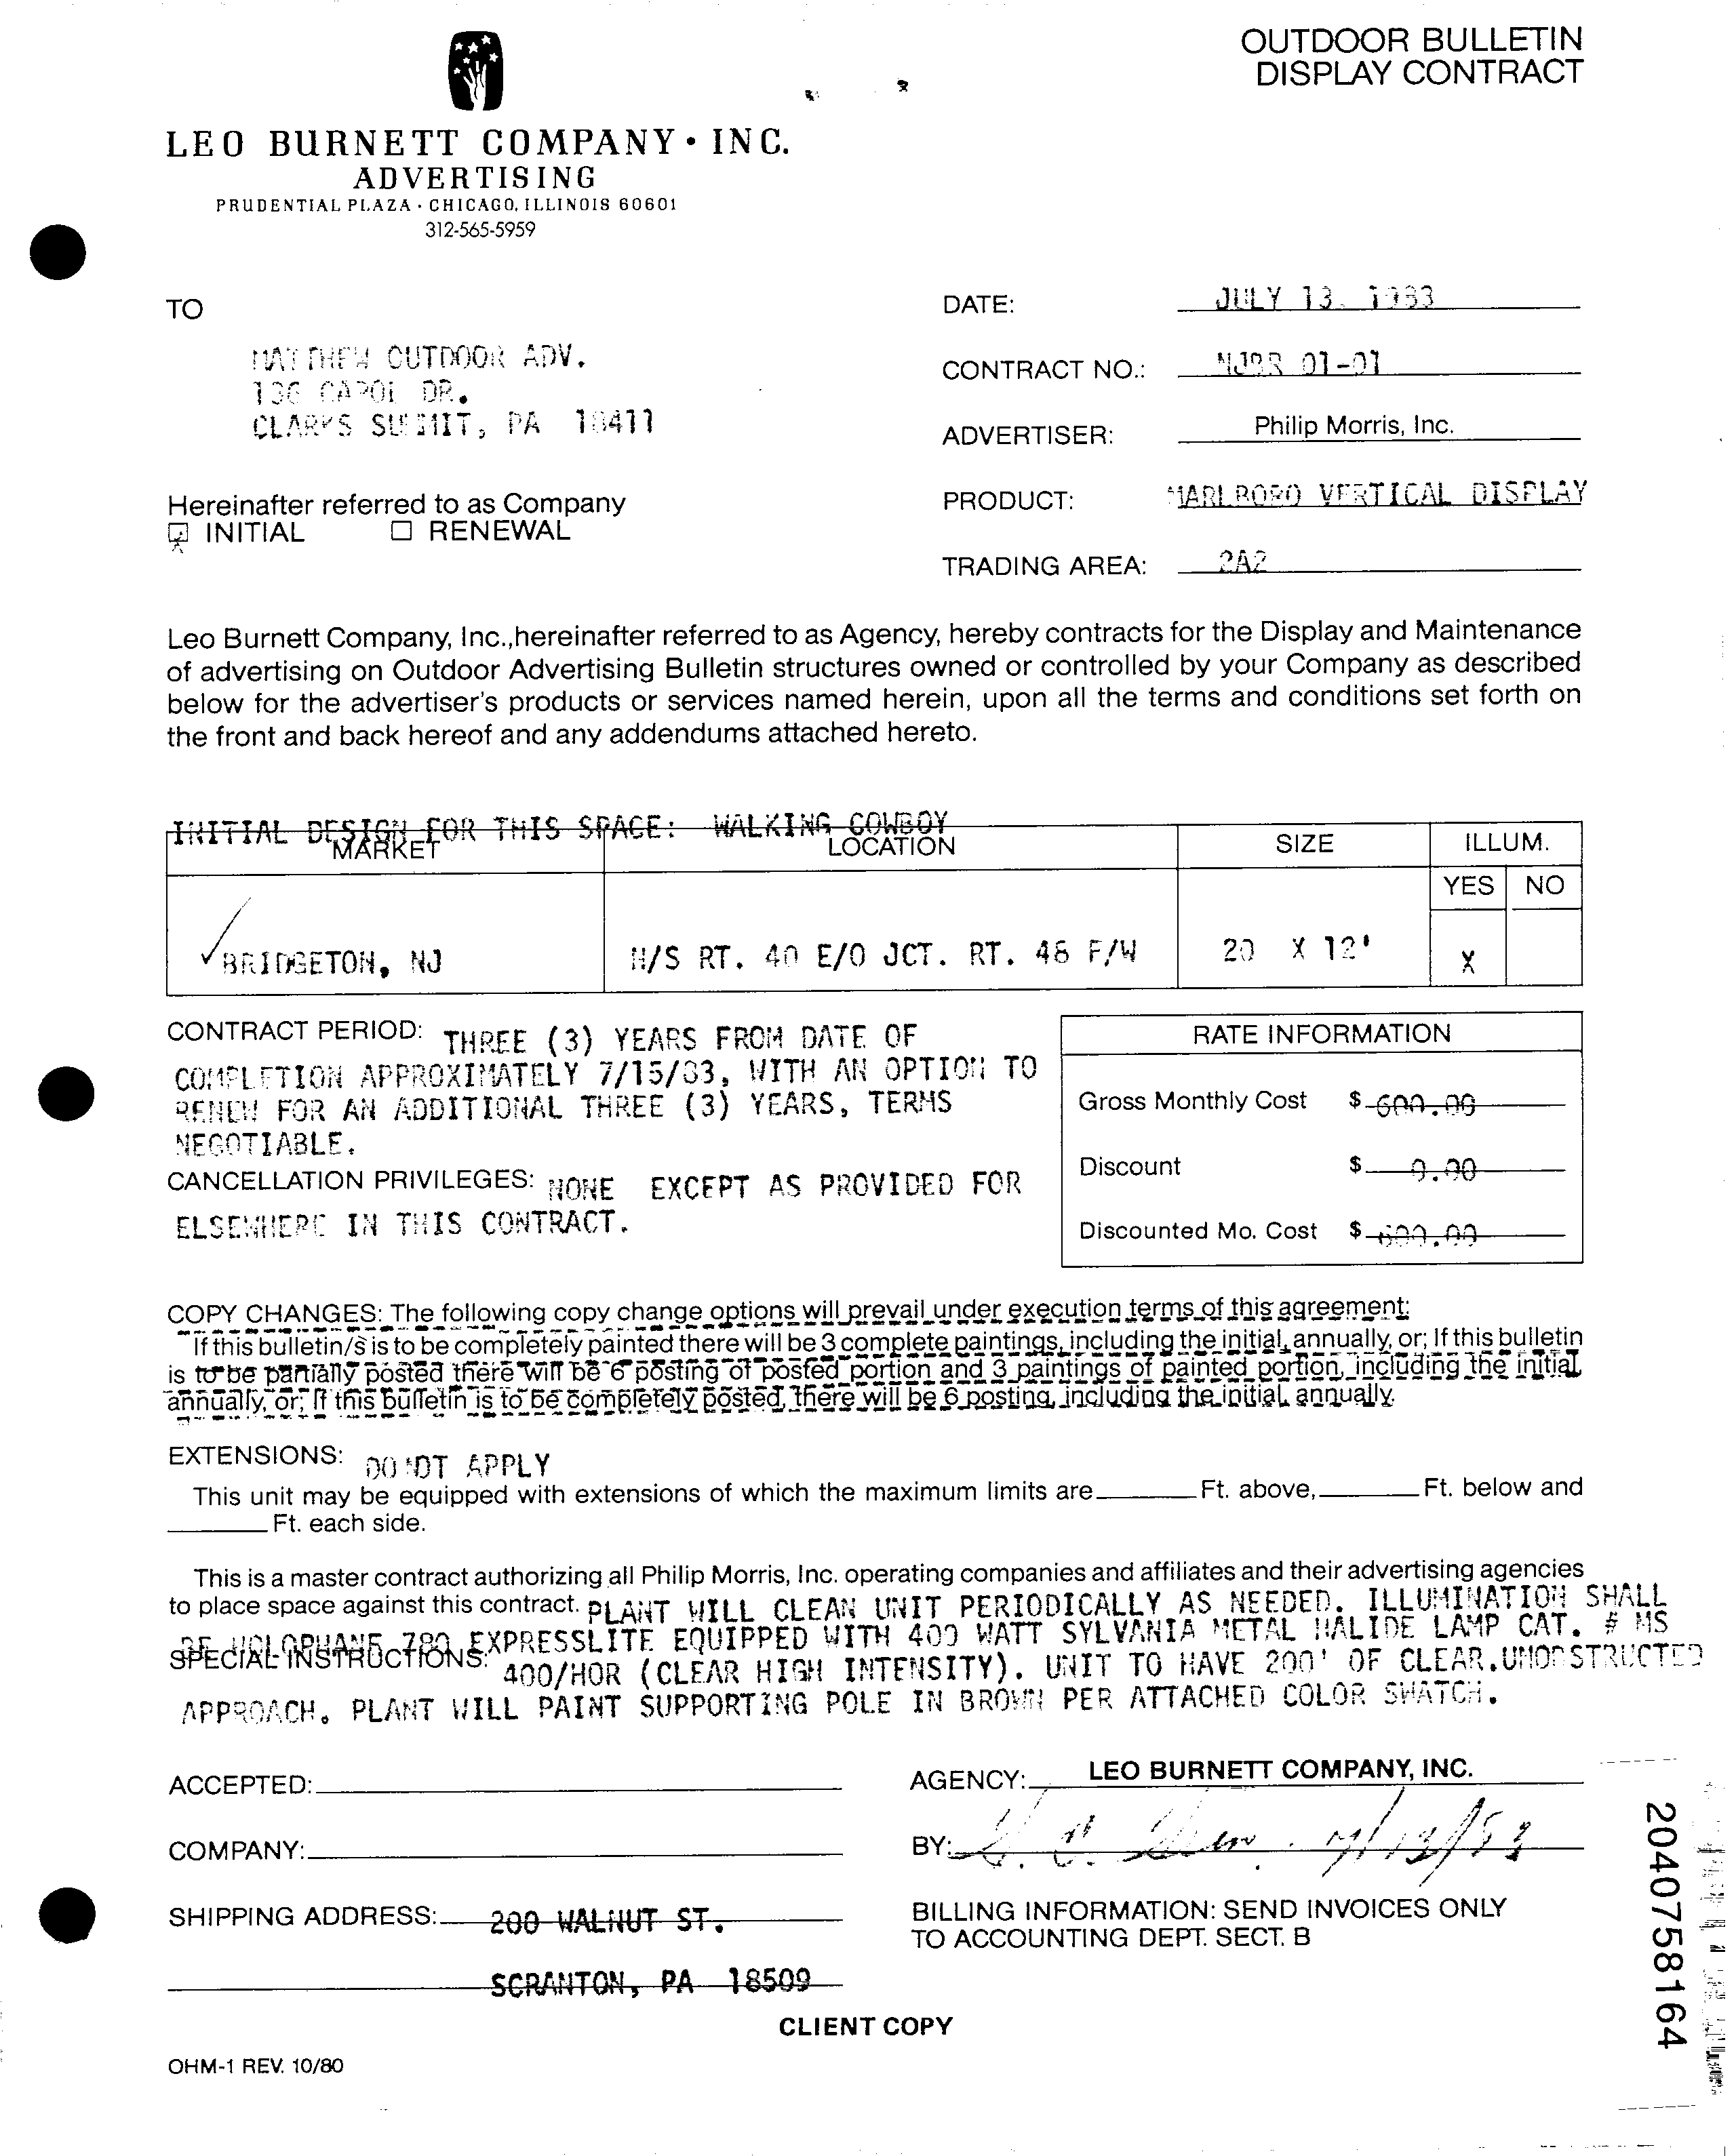 OUTDOOR BULLETIN
DISPLAY CONTRACT
LEO BURNETT COMPANY · INC.
ADVERTISING
PRUDENTIAL PLAZA · CHICAGO, ILLINOIS 60601
312-565-5959
TO
MATTHEW OUTDOOR ADV.
136 CAROL DR.
CLARKS SUMMIT, PA 18411
Hereinafter referred to as Company
INITIAL RENEWAL
DATE: JULY 13, 1983
CONTRACT NO.: 01-01
ADVERTISER: Philip Morris, Inc.
PRODUCT: MARLBORO VERTICAL DISPLAY
TRADING AREA: 2A2
Leo Burnett Company, Inc.,hereinafter referred to as Agency, hereby contracts for the Display and Maintenance
of advertising on Outdoor Advertising Bulletin structures owned or controlled by your Company as described
below for the advertiser's products or services named herein, upon all the terms and conditions set forth on
the front and back hereof and any addendums attached hereto.
INITIAL DESIGN FOR THIS SPACE: WALKING COWBOY
MARKET LOCATION SIZE ILLUM.
YES NO
BRIDGETON, NJ N/S RT. 40 E/O JCT. RT. 48 F/W 20 X 12' X
CONTRACT PERIOD: THREE (3) YEARS FROM DATE OF
COMPLETION APPROXIMATELY 7/15/83, WITH AN OPTION TO
RENEW FOR AN ADDITIONAL THREE (3) YEARS, TERMS
NEGOTIABLE.
CANCELLATION PRIVILEGES: NONE EXCEPT AS PROVIDED FOR
ELSEWHERE IN THIS CONTRACT.
RATE INFORMATION
Gross Monthly Cost $ 600.00
Discount $ 0.00
Discounted Mo. Cost $ 600.00
COPY CHANGES: The following copy change options will prevail under execution terms of this agreement:
If this bulletin/s is to be completely painted there will be 3 complete paintings, including the initial, annually, or; If this bulletin
is to be partially posted there will be 6 posting of posted portion and 3 paintings of painted portion, including the initial
annually, or; If this bulletin is to be completely posted, there will be 6 posting, including the initial, annually.
EXTENSIONS: DO NOT APPLY
This unit may be equipped with extensions of which the maximum limits are Ft. above, Ft. below and
Ft. each side.
This is a master contract authorizing all Philip Morris, Inc. operating companies and affiliates and their advertising agencies
to place space against this contract. PLANT WILL CLEAN UNIT PERIODICALLY AS NEEDED. ILLUMINATION SHALL
BE HOLOPHANE 780 EXPRESSLITE EQUIPPED WITH 400 WATT SYLVANIA METAL HALIDE LAMP CAT. # MS
SPECIAL INSTRUCTIONS: 400/HOR (CLEAR HIGH INTENSITY). UNIT TO HAVE 200' OF CLEAR.UNOBSTRUCTED
APPROACH. PLANT WILL PAINT SUPPORTING POLE IN BROWN PER ATTACHED COLOR SWATCH.
ACCEPTED:
COMPANY:
SHIPPING ADDRESS: 200 WALNUT ST.
SCRANTON, PA 18509
AGENCY: LEO BURNETT COMPANY, INC.
BY: 7/13/83
BILLING INFORMATION: SEND INVOICES ONLY
TO ACCOUNTING DEPT. SECT. B
CLIENT COPY
OHM-1 REV. 10/80
2040758164